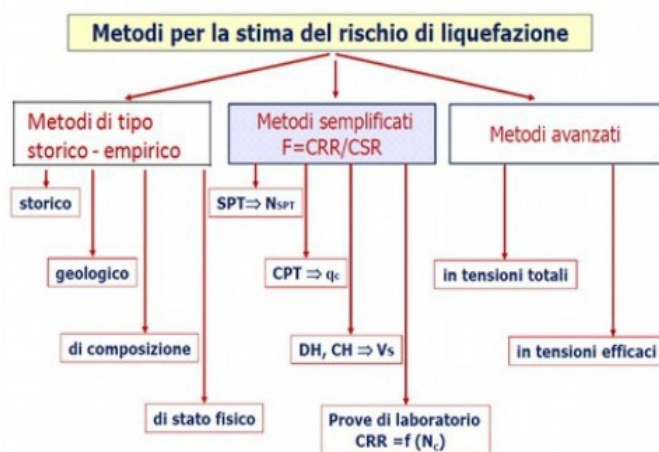 Metodi per la stima del rischio di liquefazione
Metodi di tipo
storico - empirico
Metodi semplificati
F=CRR/CSR
Metodi avanzati
storico
SPT⇒ NSPT
geologico
CPT ⇒ qc
in tensioni totali
di composizione
DH, CH ⇒ VS
in tensioni efficaci
di stato fisico
Prove di laboratorio
CRR =f (Nc)